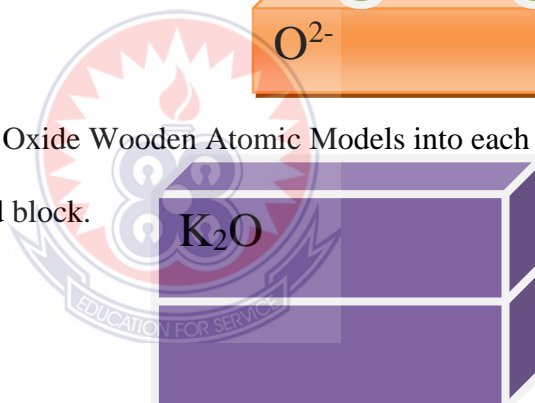 O²⁻
Oxide Wooden Atomic Models into each
block.
K₂O
EDUCATION FOR SERVICE